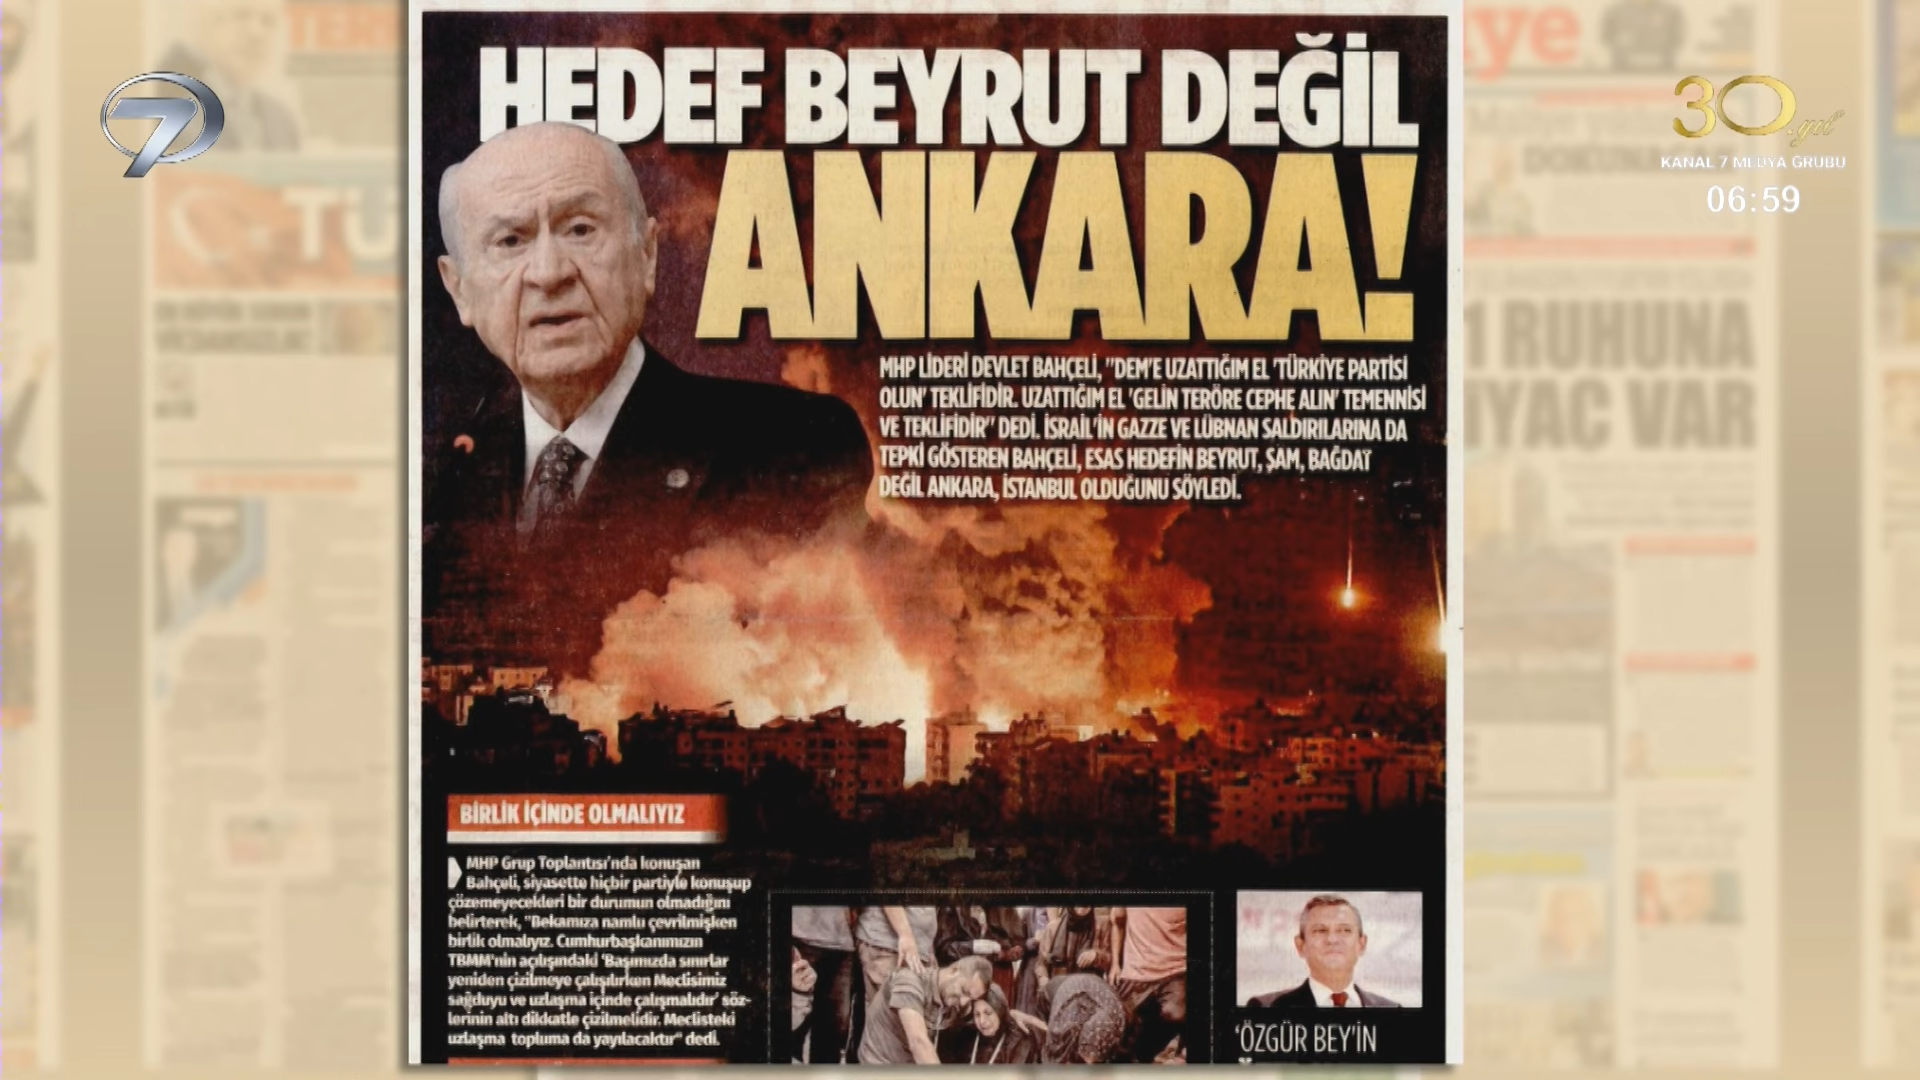 HEDEF BEYRUT DEĞİL
ANKARA!
7
30.yıl
KANAL 7 MEDYA GRUBU
06:59
MHP LİDERİ DEVLET BAHÇELİ, "DEM'E UZATTIĞIM EL 'TÜRKİYE PARTİSİ
OLUN' TEKLİFİDİR. UZATTIĞIM EL 'GELİN TERÖRE CEPHE ALIN' TEMENNİSİ
VE TEKLİFİDİR" DEDİ. İSRAİL'İN GAZZE VE LÜBNAN SALDIRILARINA DA
TEPKİ GÖSTEREN BAHÇELİ, ESAS HEDEFİN BEYRUT, ŞAM, BAĞDAT
DEĞİL ANKARA, İSTANBUL OLDUĞUNU SÖYLEDİ.
BİRLİK İÇİNDE OLMALIYIZ
MHP Grup Toplantısı'nda konuşan
Bahçeli, siyasette hiçbir partiyle konuşup
çözemeyecekleri bir durumun olmadığını
belirterek, "Bekamıza namlu çevrilmişken
birlik olmalıyız. Cumhurbaşkanımızın
TBMM'nin açılışındaki 'Başımızda sınırlar
yeniden çizilmeye çalışılırken Meclisimiz
sağduyu ve uzlaşma içinde çalışmalıdır' söz-
lerinin altı dikkatle çizilmelidir. Meclisteki
uzlaşma topluma da yayılacaktır" dedi.
'ÖZGÜR BEY'İN
TÜ
RUHUNA
VAR